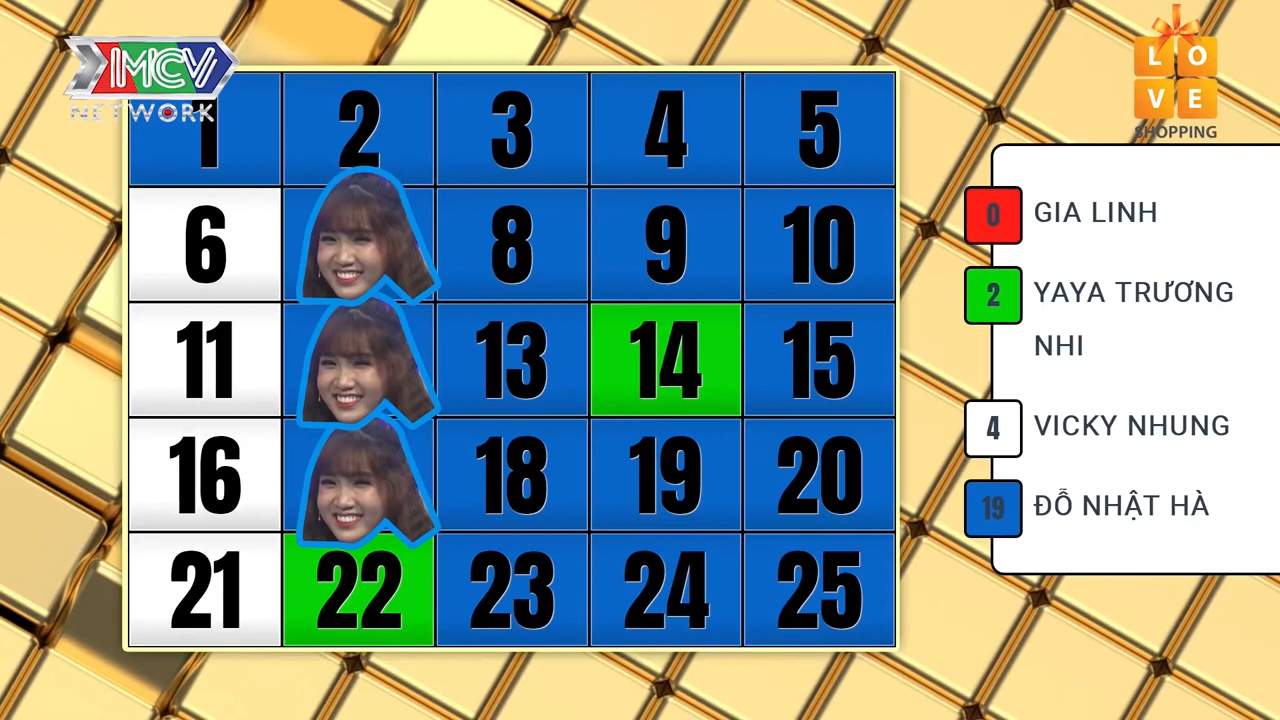 MCV
NETWORK
LO
VE
SHOPPING
1 2 3 4 5
6 8 9 10
11 13 14 15
16 18 19 20
21 22 23 24 25
0 GIA LINH
2 YAYA TRƯƠNG
NHI
4 VICKY NHUNG
19 ĐỖ NHẬT HÀ